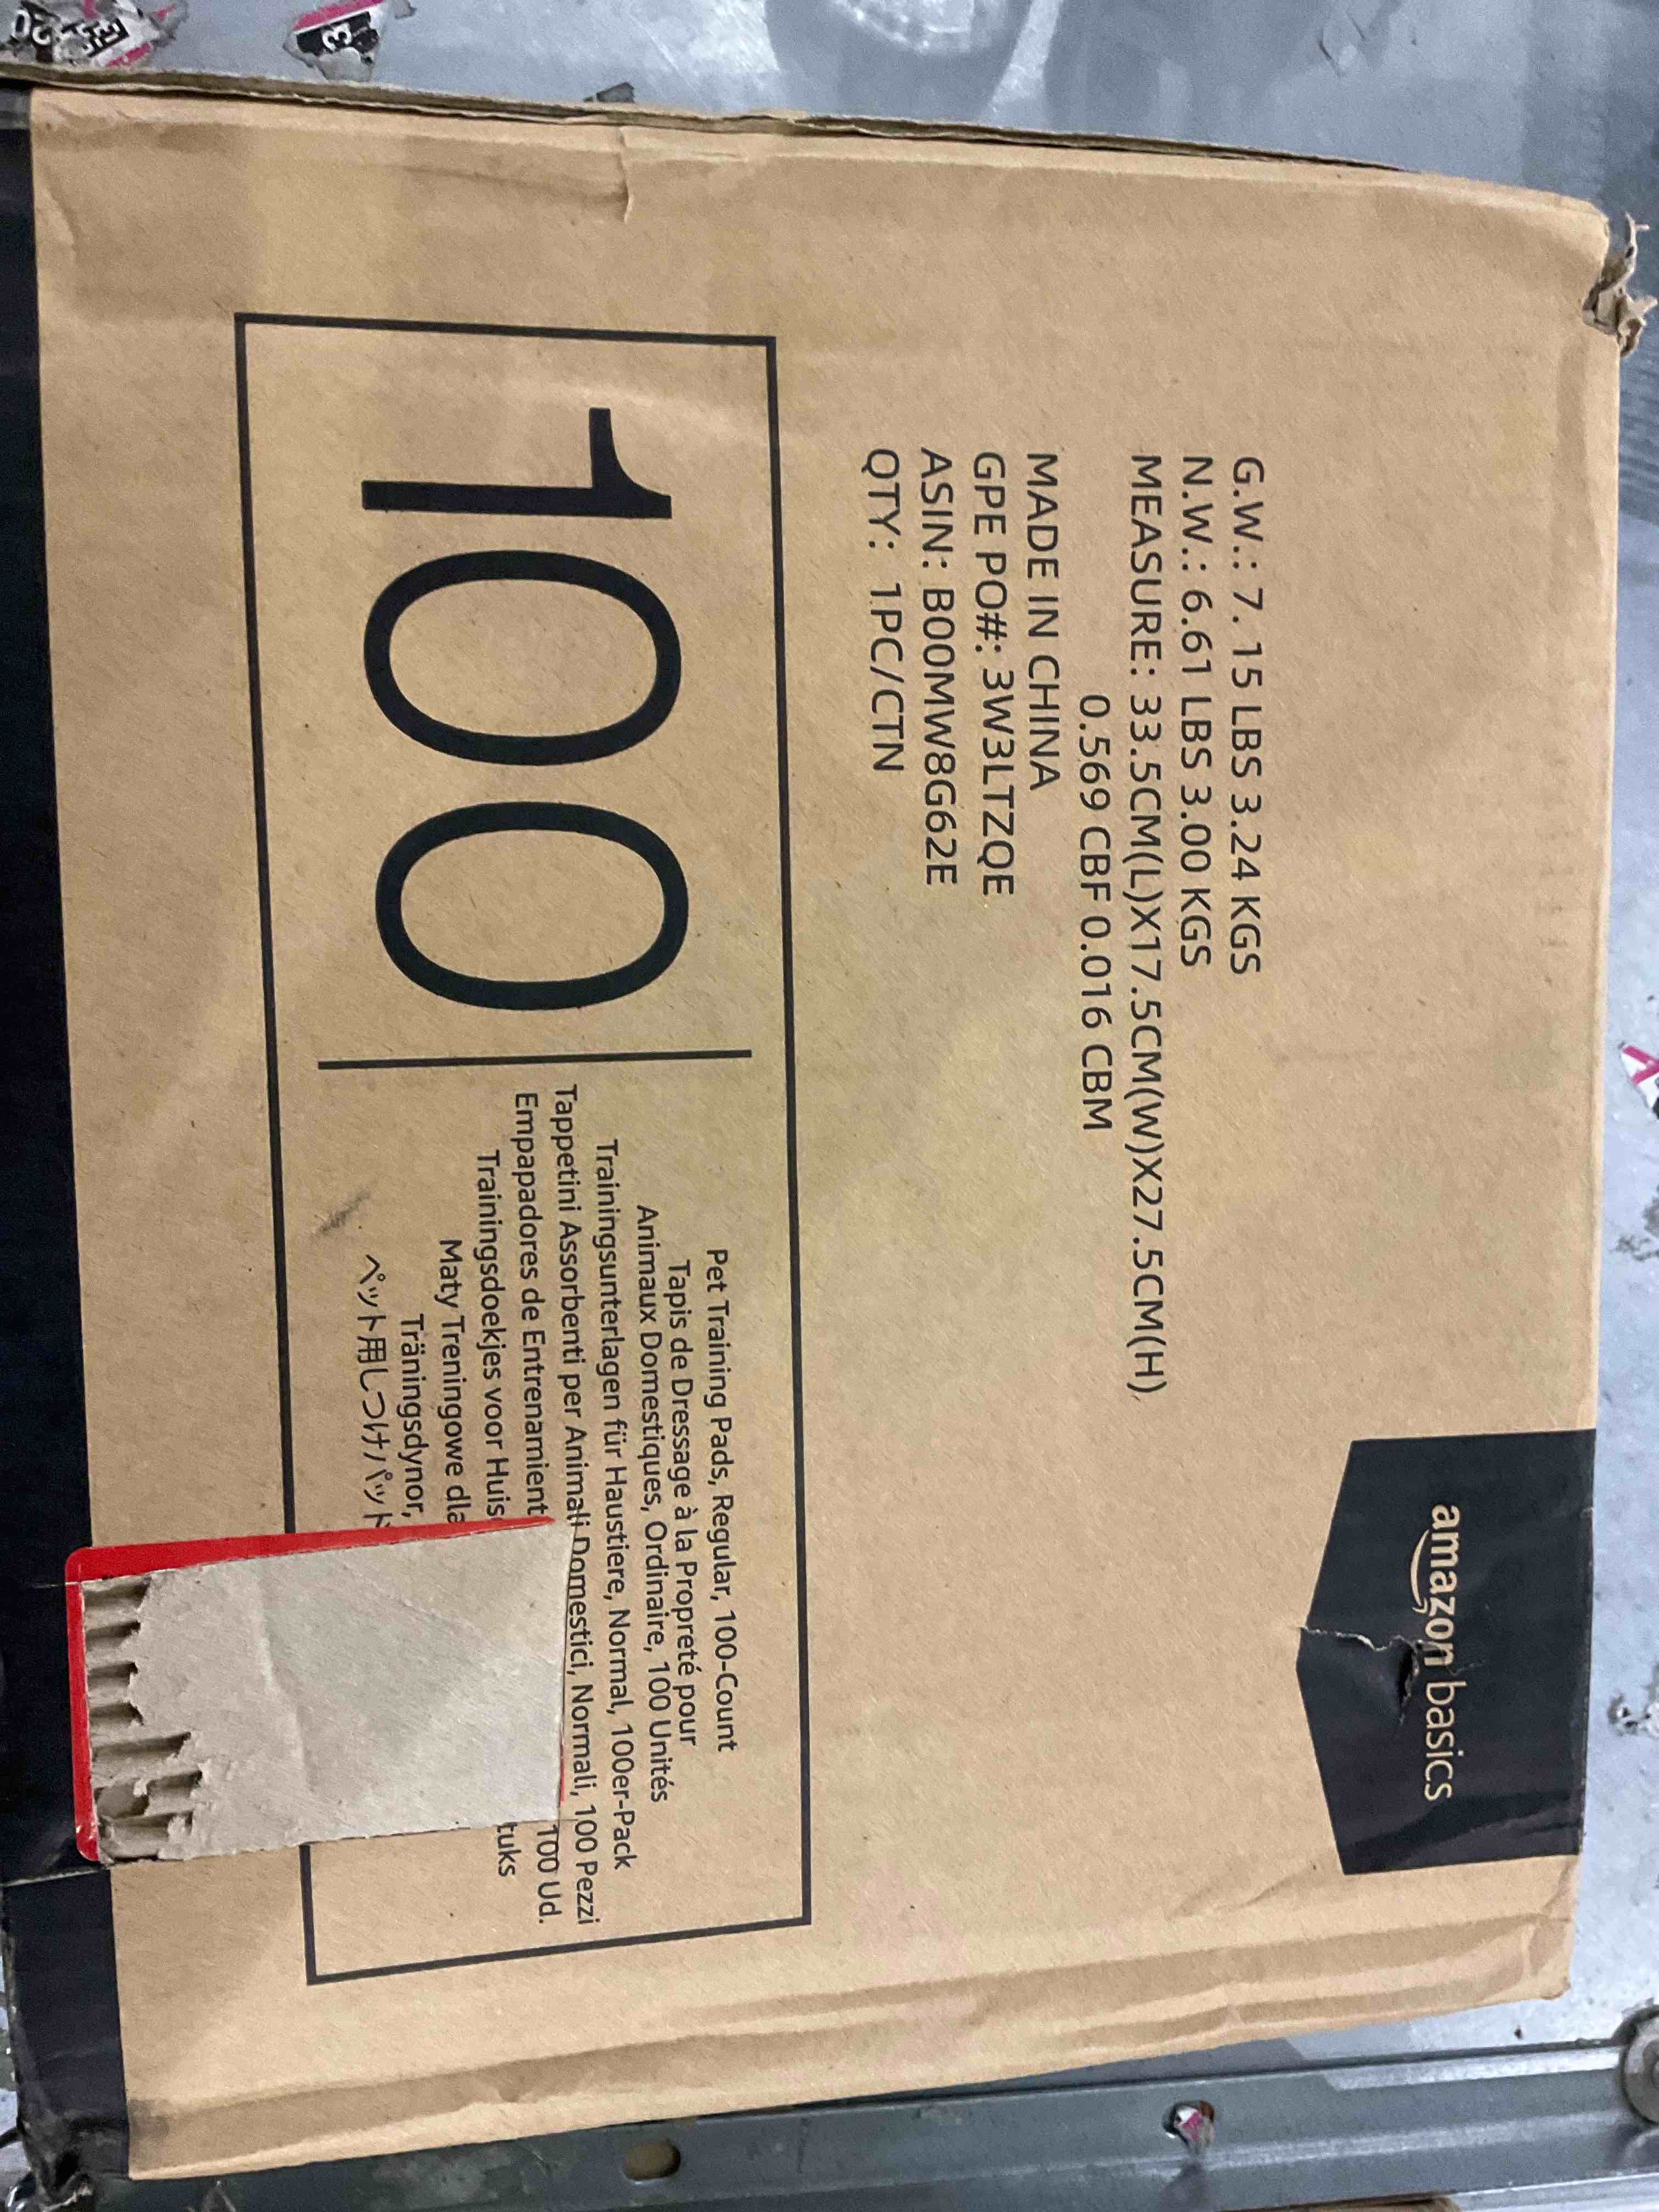 amazon basics
G.W.: 7.15 LBS 3.24 KGS
N.W.: 6.61 LBS 3.00 KGS
MEASURE: 33.5CM(L)X17.5CM(W)X27.5CM(H)
0.569 CBF 0.016 CBM
MADE IN CHINA
GPE PO#: 3W3LTZQE
ASIN: B00MW8G62E
QTY: 1PC/CTN
100
Pet Training Pads, Regular, 100-Count
Tapis de Dressage à la Propreté pour
Animaux Domestiques, Ordinaire, 100 Unités
Trainingsunterlagen für Haustiere, Normal, 100er-Pack
Tappetini Assorbenti per Animali Domestici, Normali, 100 Pezzi
Empapadores de Entrenamient 100 Ud.
Trainingsdoekjes voor Huis tuks
Maty Treningowe dla
Träningsdynor,
ペット用しつけパッド